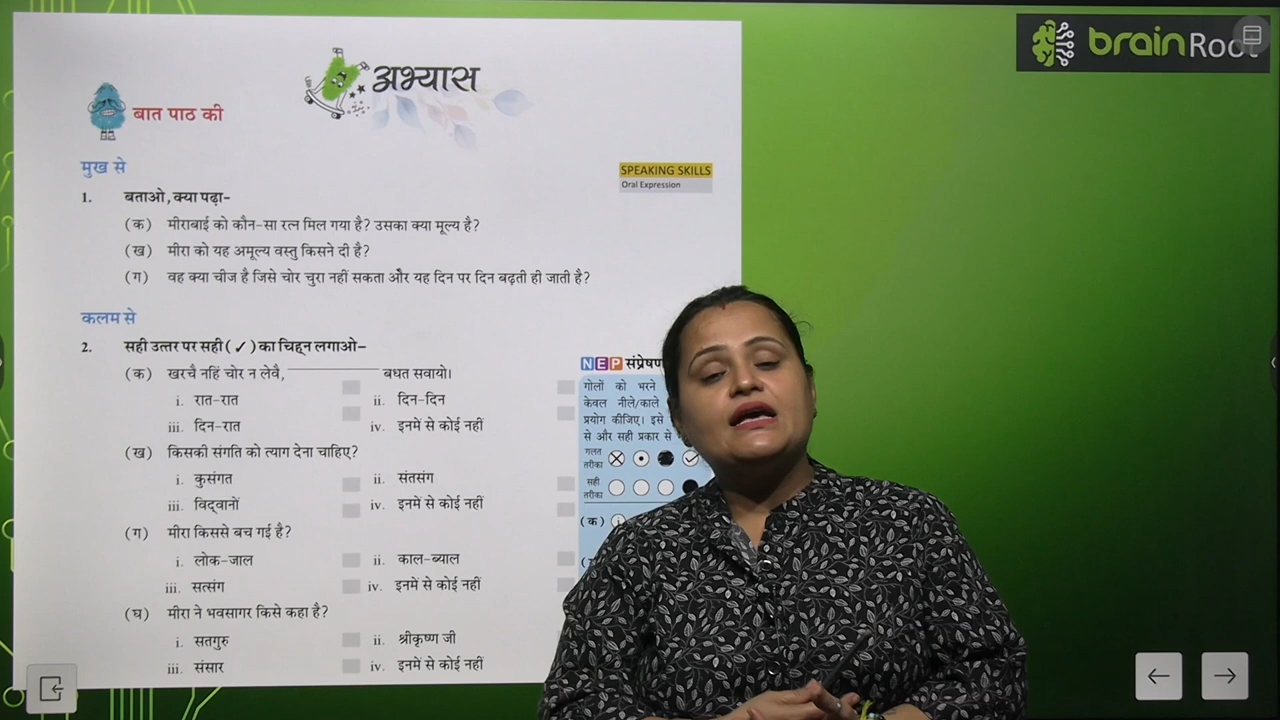 brainRoot
अभ्यास
बात पाठ की
मुख से
SPEAKING SKILLS
Oral Expression
1. बताओ, क्या पढ़ा-
(क) मीराबाई को कौन-सा रत्न मिल गया है? उसका क्या मूल्य है?
(ख) मीरा को यह अमूल्य वस्तु किसने दी है?
(ग) वह क्या चीज है जिसे चोर चुरा नहीं सकता और यह दिन पर दिन बढ़ती ही जाती है?
कलम से
2. सही उत्तर पर सही (✓) का चिह्न लगाओ-
(क) खरचै नहिं चोर न लेवै, ____________ बधत सवायो।
i. रात-रात ii. दिन-दिन
iii. दिन-रात iv. इनमें से कोई नहीं
(ख) किसकी संगति को त्याग देना चाहिए?
i. कुसंगत ii. संतसंग
iii. विद्वानों iv. इनमें से कोई नहीं
(ग) मीरा किससे बच गई है?
i. लोक-जाल ii. काल-ब्याल
iii. सत्संग iv. इनमें से कोई नहीं
(घ) मीरा ने भवसागर किसे कहा है?
i. सतगुरु ii. श्रीकृष्ण जी
iii. संसार iv. इनमें से कोई नहीं
NEP संप्रेषण
गोलों को भरने
केवल नीले/काले
प्रयोग कीजिए। इसे
से और सही प्रकार से
गलत
तरीका
सही
तरीका
(क) i